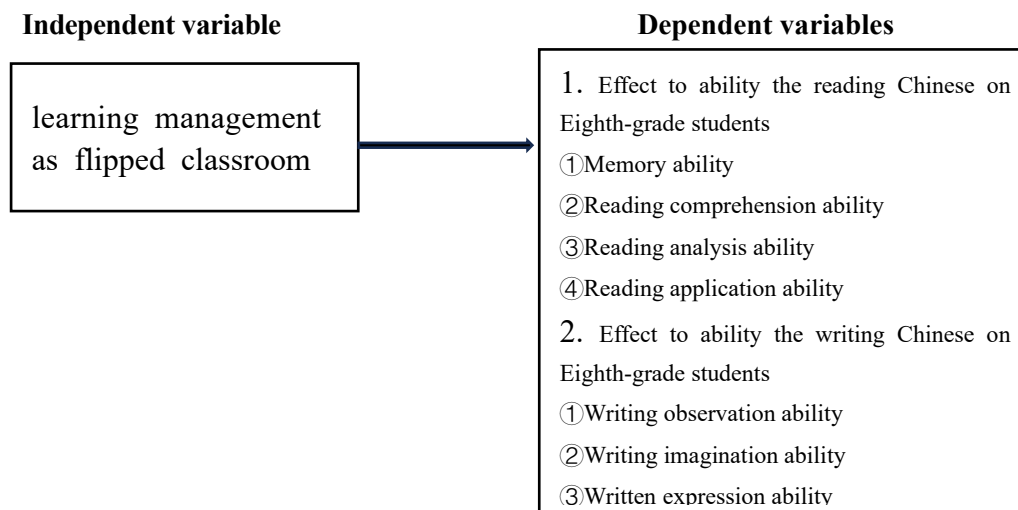 Independent variable
Dependent variables
learning management
as flipped classroom
1. Effect to ability the reading Chinese on
Eighth-grade students
①Memory ability
②Reading comprehension ability
③Reading analysis ability
④Reading application ability
2. Effect to ability the writing Chinese on
Eighth-grade students
①Writing observation ability
②Writing imagination ability
③Written expression ability